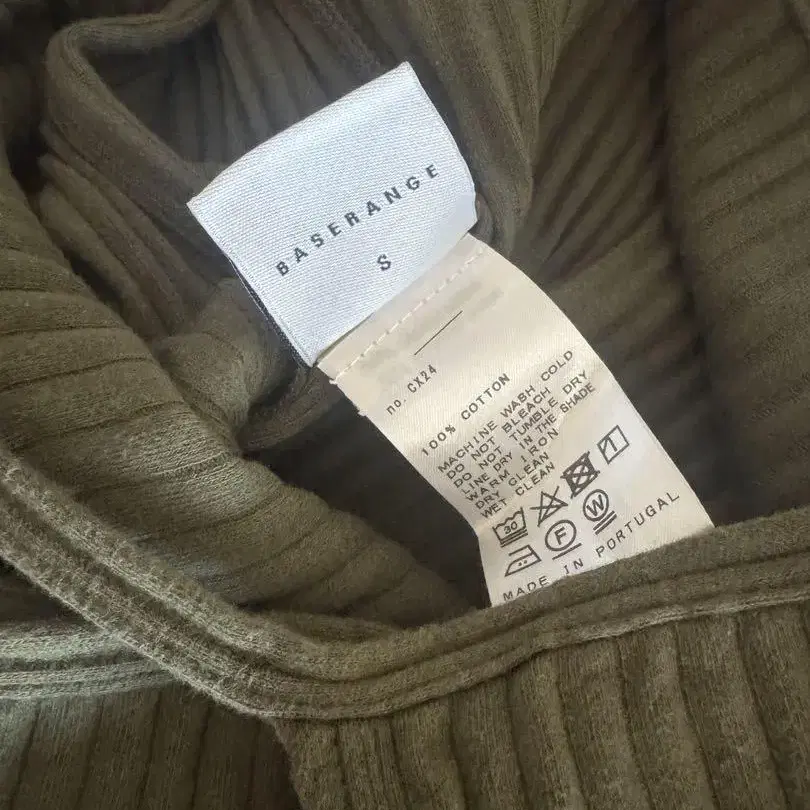 BASERANGE
S
no. CX24
100% COTTON
MACHINE WASH COLD
DO NOT BLEACH
DO NOT TUMBLE DRY
LINE DRY IN THE SHADE
WARM IRON
DRY CLEAN
WET CLEAN
30
F W
MADE IN PORTUGAL